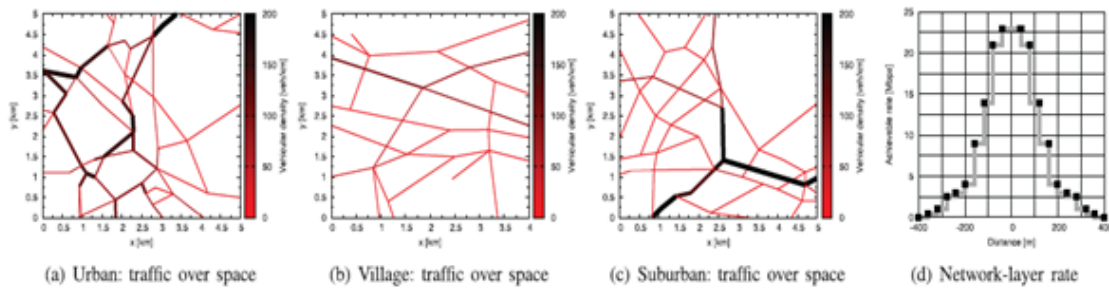 5
4.5
4
3.5
3
2.5
2
1.5
1
0.5
0
y [km]
0 0.5 1 1.5 2 2.5 3 3.5 4 4.5 5
x [km]
200
150
100
50
0
Vehicular density [veh/km]
(a) Urban: traffic over space
5
4.5
4
3.5
3
2.5
2
1.5
1
0.5
0
y [km]
0 0.5 1 1.5 2 2.5 3 3.5 4
x [km]
200
150
100
50
0
Vehicular density [veh/km]
(b) Village: traffic over space
5
4.5
4
3.5
3
2.5
2
1.5
1
0.5
0
y [km]
0 0.5 1 1.5 2 2.5 3 3.5 4 4.5 5
x [km]
200
150
100
50
0
Vehicular density [veh/km]
(c) Suburban: traffic over space
25
20
15
10
5
0
Achievable rate [Mbps]
-400 -200 0 200
Distance [m]
(d) Network-layer rate